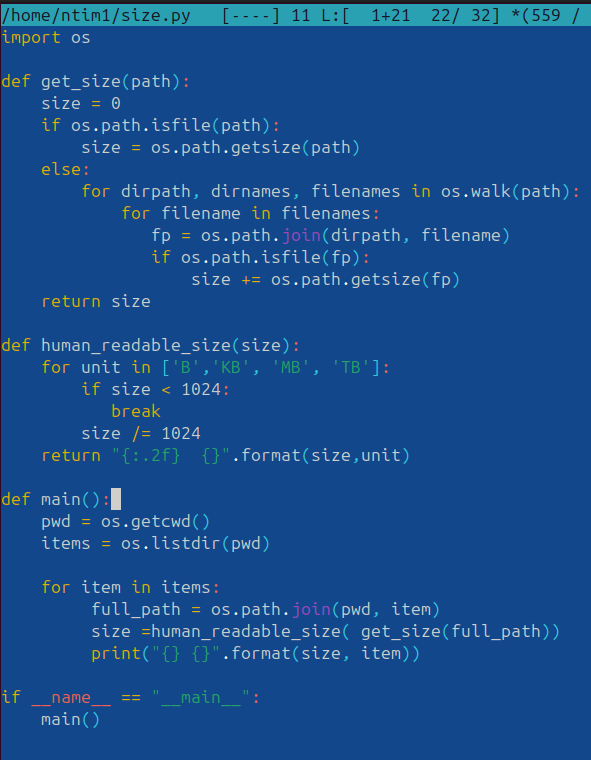 /home/ntim1/size.py   [----] 11 L:[  1+21  22/ 32] *(559 /
import os

def get_size(path):
    size = 0
    if os.path.isfile(path):
        size = os.path.getsize(path)
    else:
        for dirpath, dirnames, filenames in os.walk(path):
            for filename in filenames:
               fp = os.path.join(dirpath, filename)
               if os.path.isfile(fp):
                   size += os.path.getsize(fp)
    return size

def human_readable_size(size):
    for unit in ['B','KB', 'MB', 'TB']:
        if size < 1024:
           break
        size /= 1024
    return "{:.2f}  {}".format(size,unit)

def main():
    pwd = os.getcwd()
    items = os.listdir(pwd)

    for item in items:
         full_path = os.path.join(pwd, item)
         size =human_readable_size( get_size(full_path))
         print("{} {}".format(size, item))

if __name__ == "__main__":
    main()